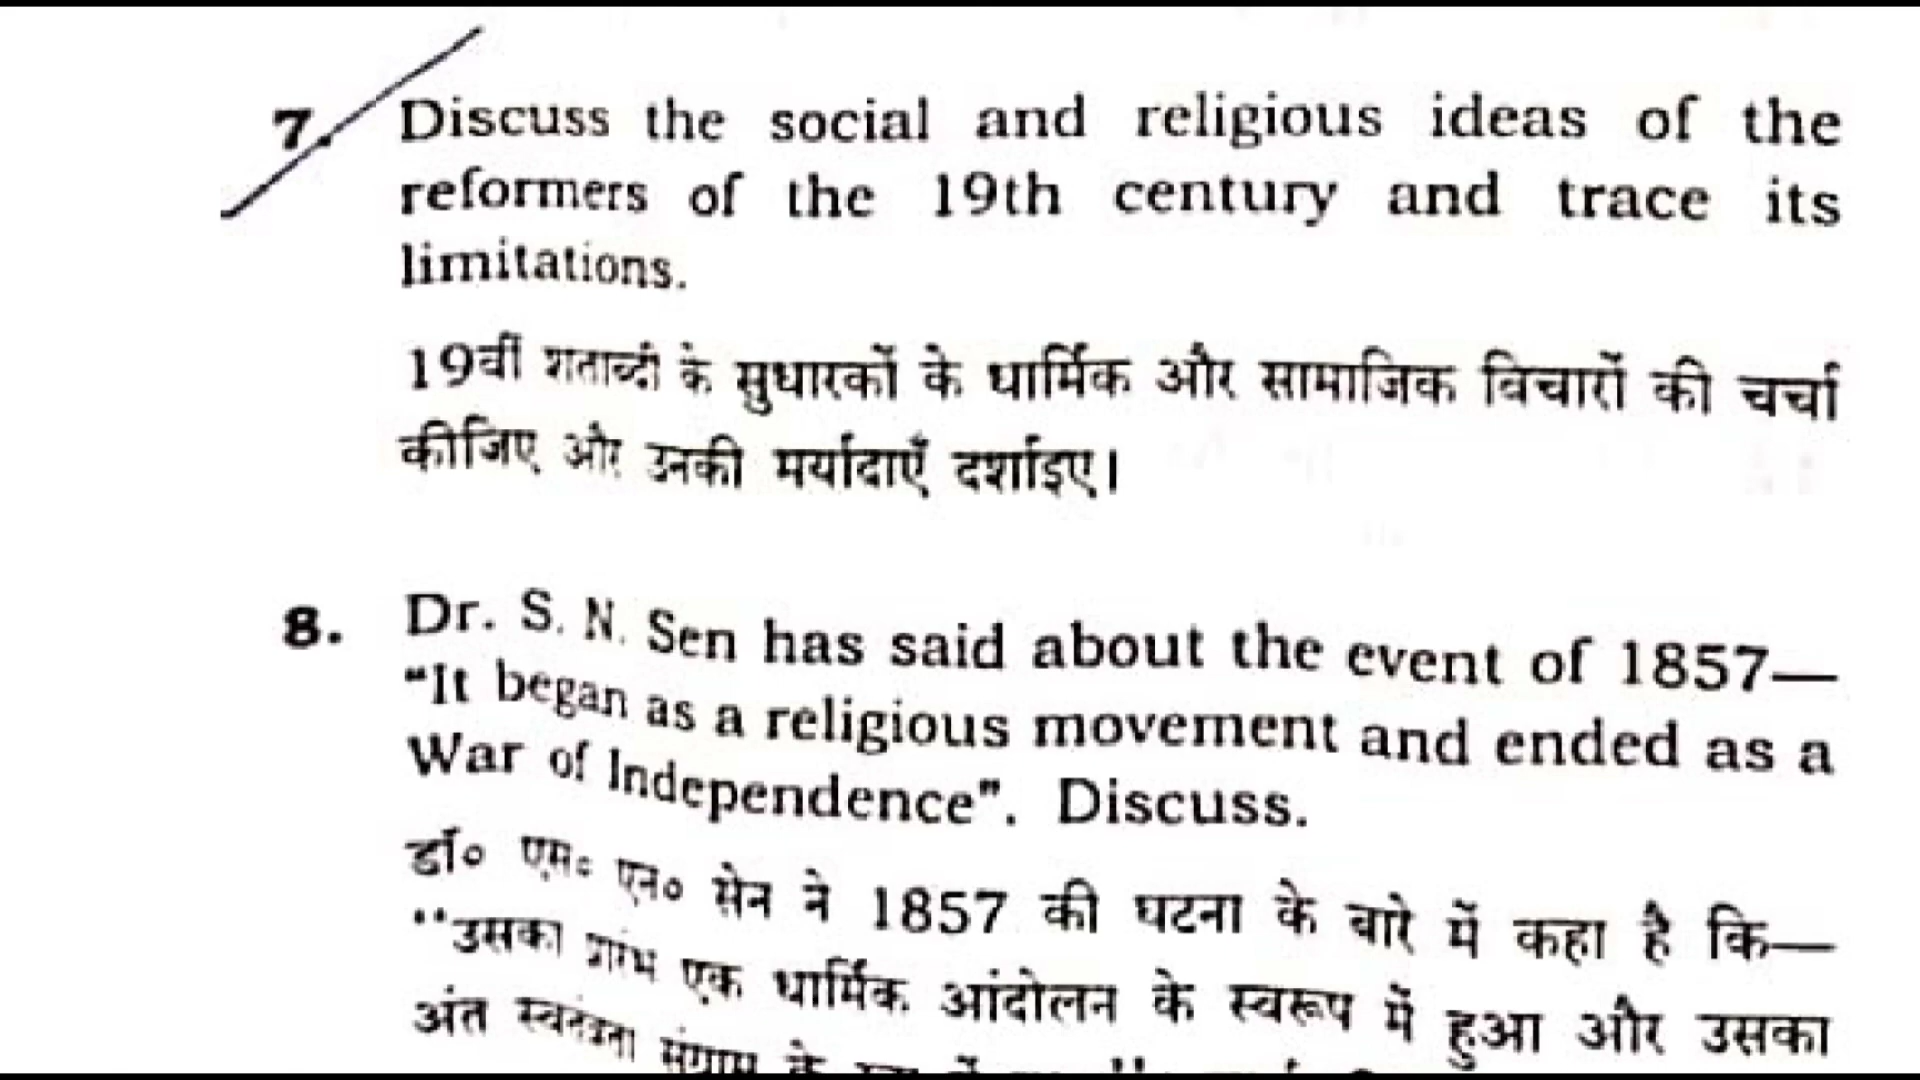 7. Discuss the social and religious ideas of the
reformers of the 19th century and trace its
limitations.
19वीं शताब्दी के सुधारकों के धार्मिक और सामाजिक विचारों की चर्चा
कीजिए और उनकी मर्यादाएँ दर्शाइए।
8. Dr. S. N. Sen has said about the event of 1857—
“It began as a religious movement and ended as a
War of Independence”. Discuss.
डॉ० एम० एन० सेन ने 1857 की घटना के बारे में कहा है कि—
‘‘उसका प्रारंभ एक धार्मिक आंदोलन के स्वरूप में हुआ और उसका
अंत स्वतंत्रता संग्राम के